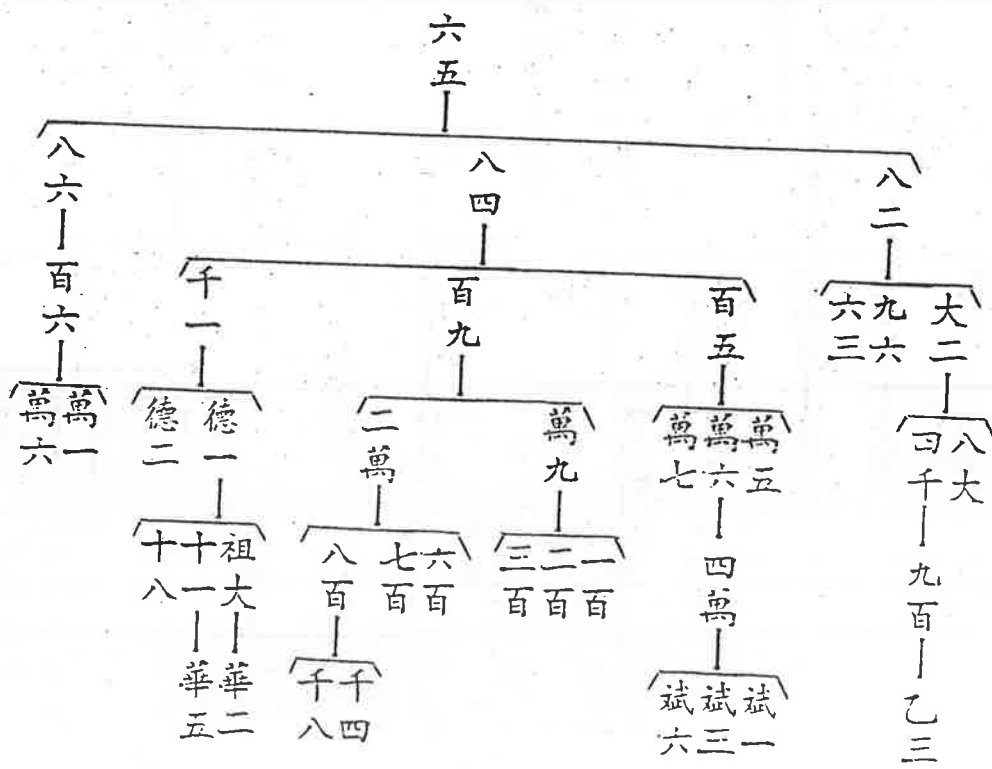 六五
八二
八四
八六
大二
九六
六三
百五
百九
千一
百六
八大
四千
萬五
萬六
萬七
萬九
二萬
德一
德二
萬一
萬六
九百
四萬
一百
二百
三百
六百
七百
八百
祖大
十一
十八
乙三
斌一
斌三
斌六
千四
千八
華二
華五